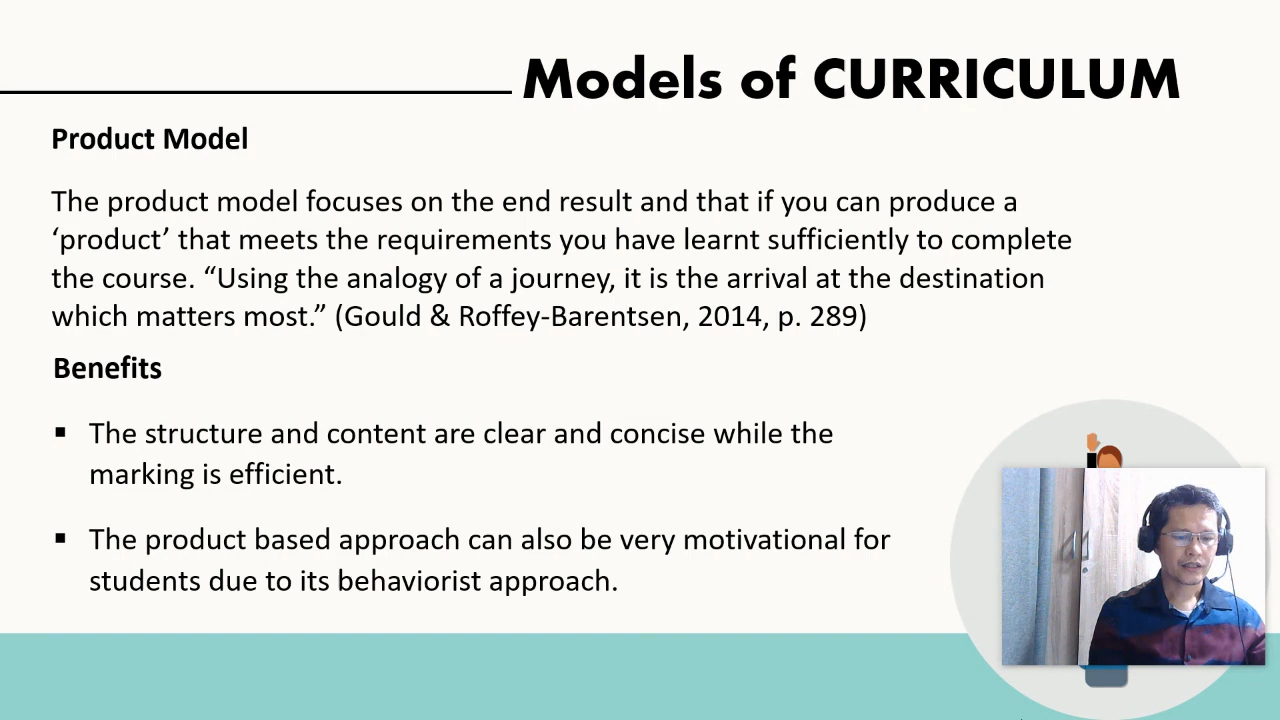 Models of CURRICULUM
Product Model
The product model focuses on the end result and that if you can produce a
‘product’ that meets the requirements you have learnt sufficiently to complete
the course. “Using the analogy of a journey, it is the arrival at the destination
which matters most.” (Gould & Roffey-Barentsen, 2014, p. 289)
Benefits
▪ The structure and content are clear and concise while the
marking is efficient.
▪ The product based approach can also be very motivational for
students due to its behaviorist approach.